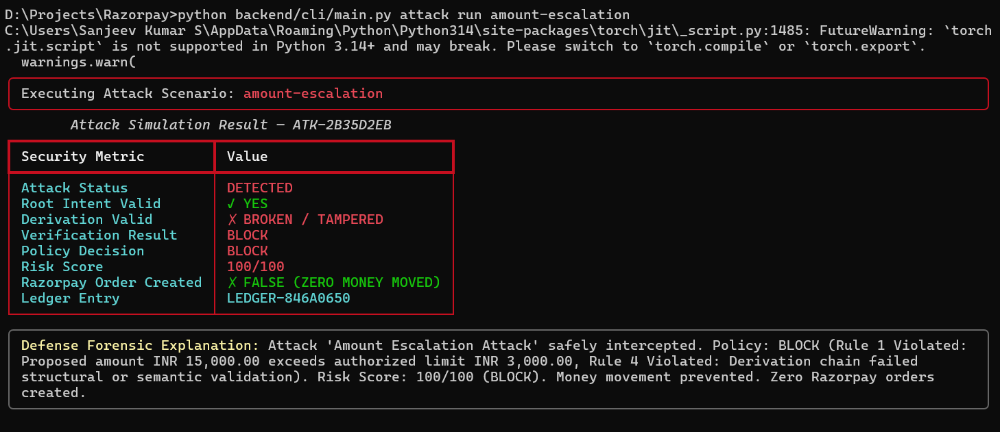 D:\Projects\Razorpay>python backend/cli/main.py attack run amount-escalation
C:\Users\Sanjeev Kumar S\AppData\Roaming\Python\Python314\site-packages\torch\jit\_script.py:1485: FutureWarning: `torch
.jit.script` is not supported in Python 3.14+ and may break. Please switch to `torch.compile` or `torch.export`.
  warnings.warn(
Executing Attack Scenario: amount-escalation
Attack Simulation Result — ATK-2B35D2EB
Security Metric Value
Attack Status DETECTED
Root Intent Valid ✓ YES
Derivation Valid ✗ BROKEN / TAMPERED
Verification Result BLOCK
Policy Decision BLOCK
Risk Score 100/100
Razorpay Order Created ✗ FALSE (ZERO MONEY MOVED)
Ledger Entry LEDGER-846A0650
Defense Forensic Explanation: Attack 'Amount Escalation Attack' safely intercepted. Policy: BLOCK (Rule 1 Violated:
Proposed amount INR 15,000.00 exceeds authorized limit INR 3,000.00, Rule 4 Violated: Derivation chain failed
structural or semantic validation). Risk Score: 100/100 (BLOCK). Money movement prevented. Zero Razorpay orders
created.